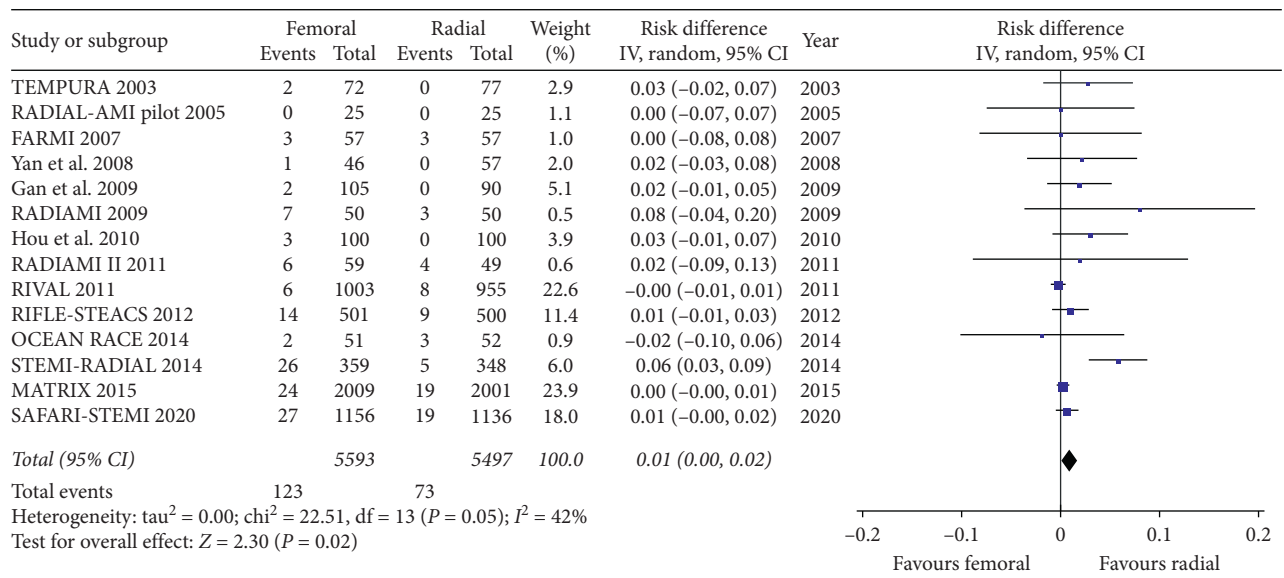 Study or subgroup Femoral Radial Weight (%) Risk difference IV, random, 95% CI Year Risk difference IV, random, 95% CI
Events Total Events Total
TEMPURA 2003 2 72 0 77 2.9 0.03 (–0.02, 0.07) 2003
RADIAL-AMI pilot 2005 0 25 0 25 1.1 0.00 (–0.07, 0.07) 2005
FARMI 2007 3 57 3 57 1.0 0.00 (–0.08, 0.08) 2007
Yan et al. 2008 1 46 0 57 2.0 0.02 (–0.03, 0.08) 2008
Gan et al. 2009 2 105 0 90 5.1 0.02 (–0.01, 0.05) 2009
RADIAMI 2009 7 50 3 50 0.5 0.08 (–0.04, 0.20) 2009
Hou et al. 2010 3 100 0 100 3.9 0.03 (–0.01, 0.07) 2010
RADIAMI II 2011 6 59 4 49 0.6 0.02 (–0.09, 0.13) 2011
RIVAL 2011 6 1003 8 955 22.6 –0.00 (–0.01, 0.01) 2011
RIFLE-STEACS 2012 14 501 9 500 11.4 0.01 (–0.01, 0.03) 2012
OCEAN RACE 2014 2 51 3 52 0.9 –0.02 (–0.10, 0.06) 2014
STEMI-RADIAL 2014 26 359 5 348 6.0 0.06 (0.03, 0.09) 2014
MATRIX 2015 24 2009 19 2001 23.9 0.00 (–0.00, 0.01) 2015
SAFARI-STEMI 2020 27 1156 19 1136 18.0 0.01 (–0.00, 0.02) 2020
Total (95% CI) 5593 5497 100.0 0.01 (0.00, 0.02)
Total events 123 73
Heterogeneity: tau² = 0.00; chi² = 22.51, df = 13 (P = 0.05); I² = 42%
Test for overall effect: Z = 2.30 (P = 0.02)
–0.2 –0.1 0 0.1 0.2
Favours femoral Favours radial